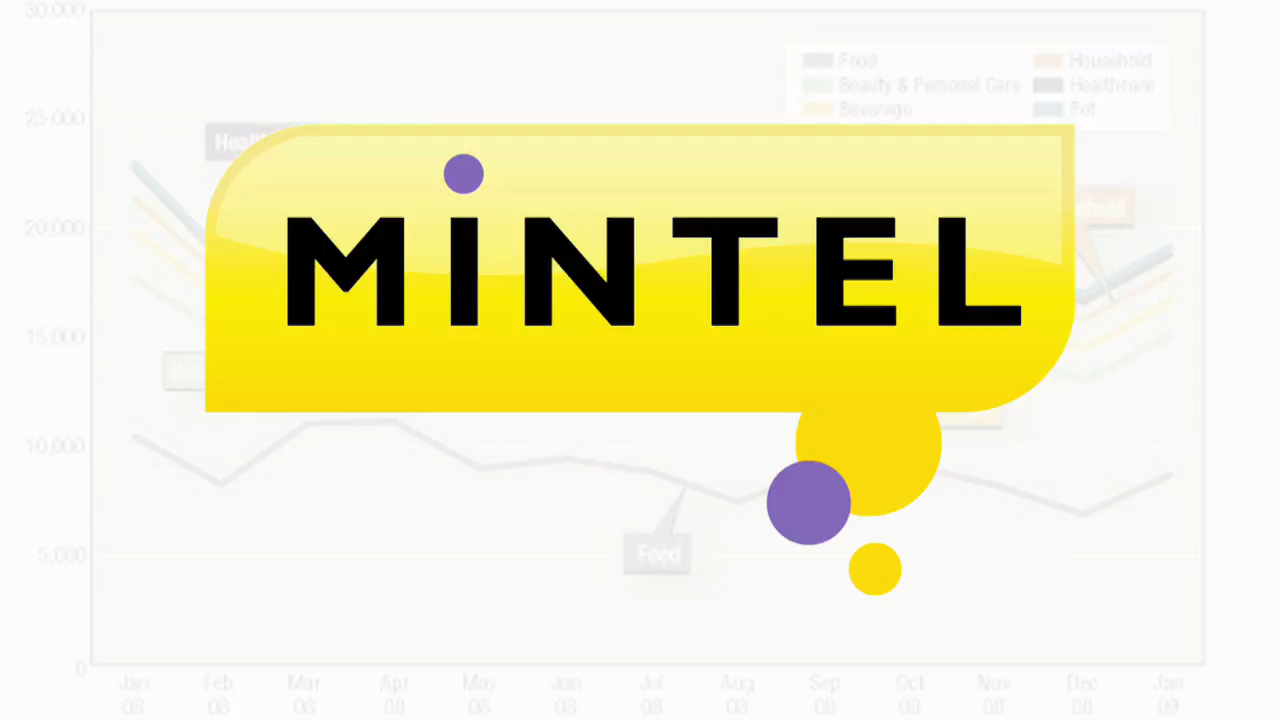 30,000
Food
Household
Beauty & Personal Care
Healthcare
Beverage
Pet
25,000
MINTEL
20,000
15,000
10,000
5,000
Food
0
Jan Feb Mar Apr May Jun Jul Aug Sep Oct Nov Dec Jan
08 08 08 08 08 08 08 08 08 08 08 08 09